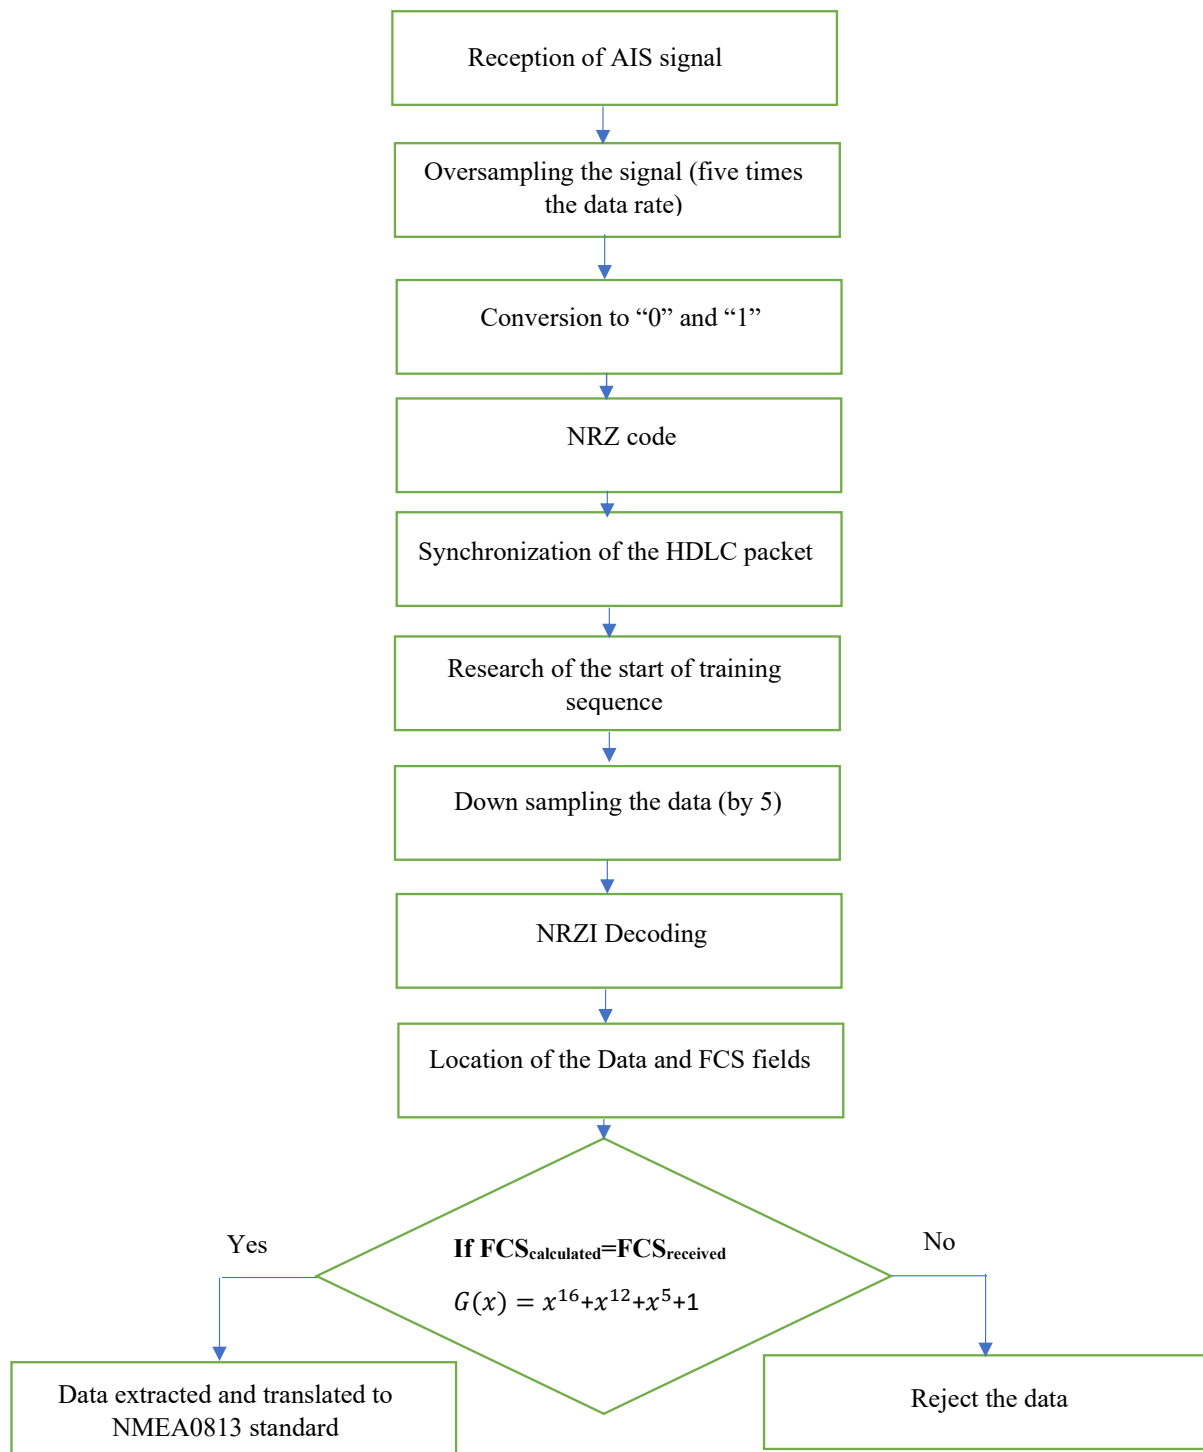 Reception of AIS signal
Oversampling the signal (five times
the data rate)
Conversion to “0” and “1”
NRZ code
Synchronization of the HDLC packet
Research of the start of training
sequence
Down sampling the data (by 5)
NRZI Decoding
Location of the Data and FCS fields
Yes
No
If FCScalculated=FCSreceived
G(x) = x¹⁶+x¹²+x⁵+1
Data extracted and translated to
NMEA0813 standard
Reject the data